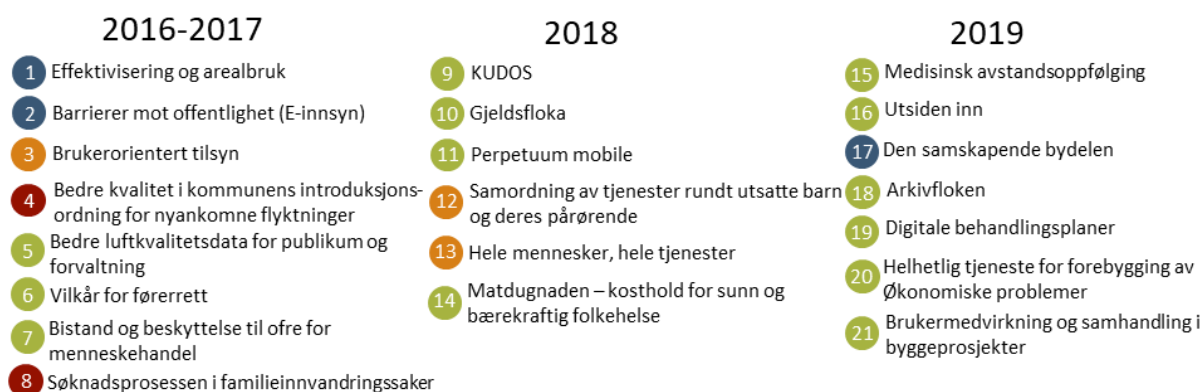 2016-2017
1 Effektivisering og arealbruk
2 Barrierer mot offentlighet (E-innsyn)
3 Brukerorientert tilsyn
4 Bedre kvalitet i kommunens introduksjons-
ordning for nyankomne flyktninger
5 Bedre luftkvalitetsdata for publikum og
forvaltning
6 Vilkår for førerrett
7 Bistand og beskyttelse til ofre for
menneskehandel
8 Søknadsprosessen i familieinnvandringssaker
2018
9 KUDOS
10 Gjeldsfloka
11 Perpetuum mobile
12 Samordning av tjenester rundt utsatte barn
og deres pårørende
13 Hele mennesker, hele tjenester
14 Matdugnaden – kosthold for sunn og
bærekraftig folkehelse
2019
15 Medisinsk avstandsoppfølging
16 Utsiden inn
17 Den samskapende bydelen
18 Arkivfloken
19 Digitale behandlingsplaner
20 Helhetlig tjeneste for forebygging av
Økonomiske problemer
21 Brukermedvirkning og samhandling i
byggeprosjekter